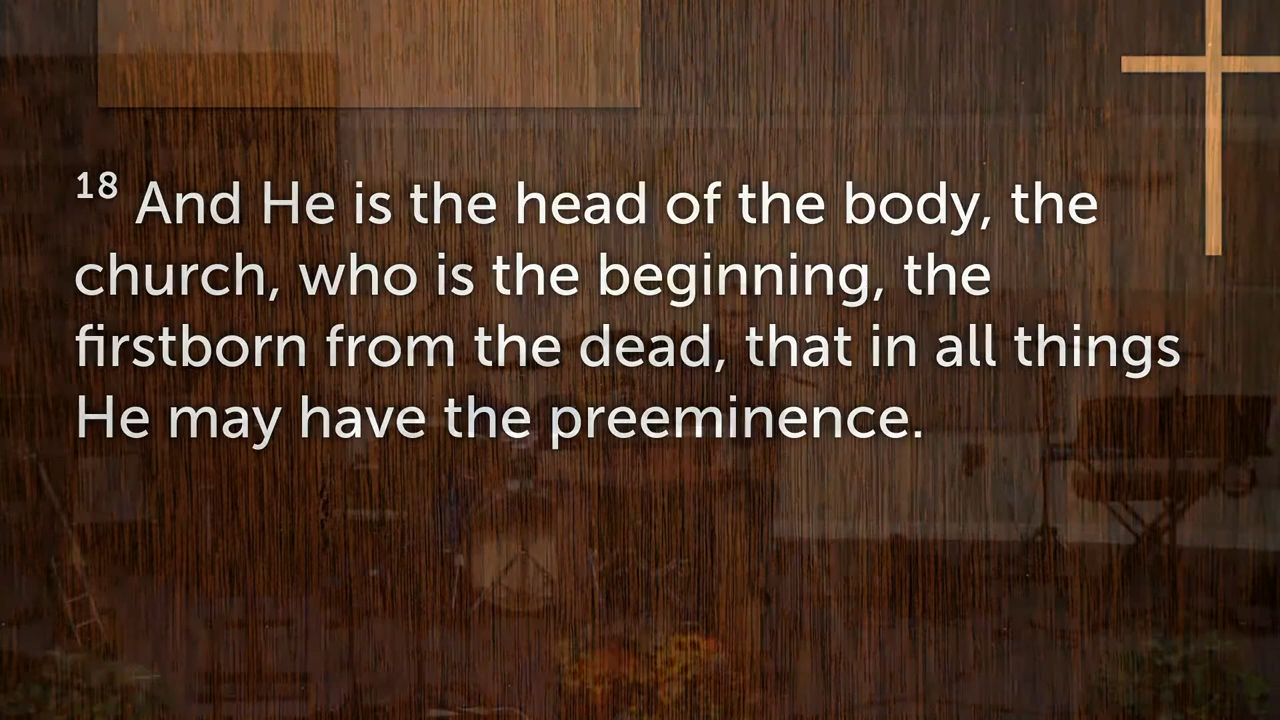 18 And He is the head of the body, the
church, who is the beginning, the
firstborn from the dead, that in all things
He may have the preeminence.